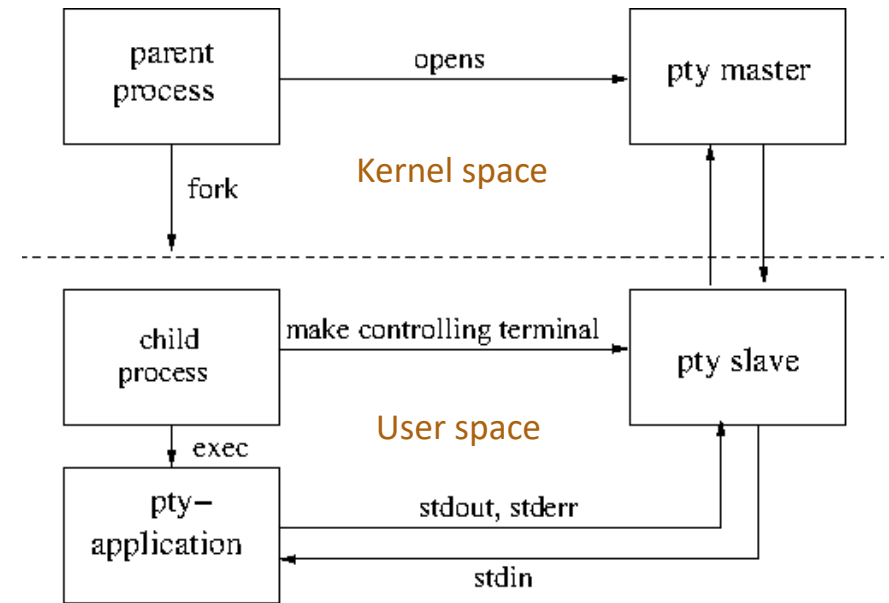 parent
process
opens
pty master
Kernel space
fork
child
process
make controlling terminal
pty slave
User space
exec
pty−
application
stdout, stderr
stdin